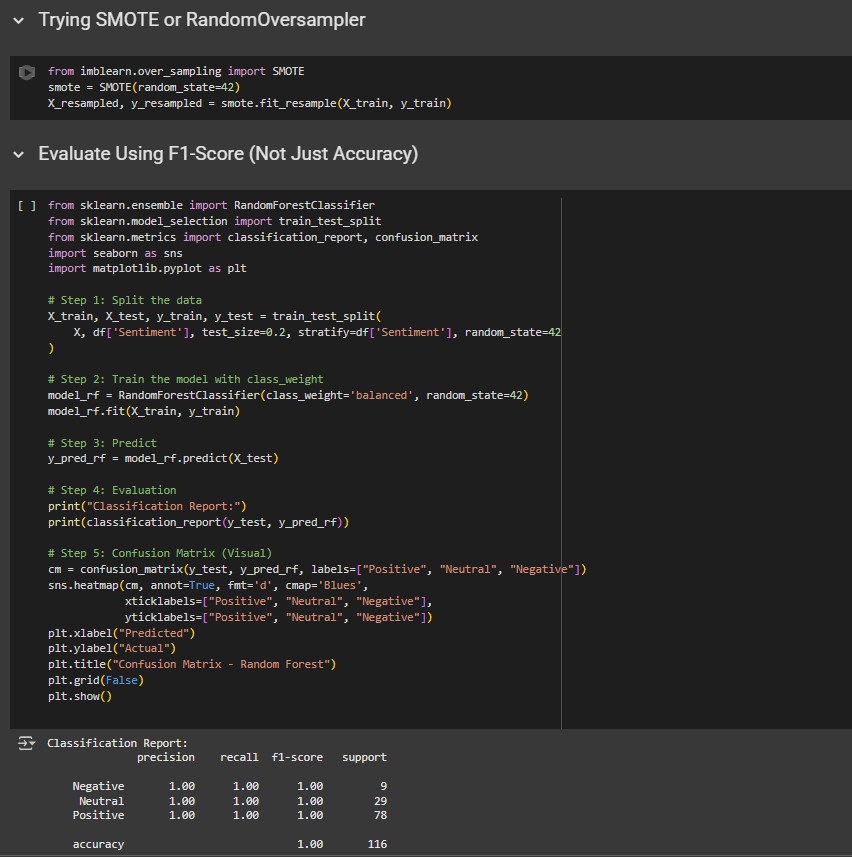 Trying SMOTE or RandomOversampler
from imblearn.over_sampling import SMOTE
smote = SMOTE(random_state=42)
X_resampled, y_resampled = smote.fit_resample(X_train, y_train)
Evaluate Using F1-Score (Not Just Accuracy)
[ ] from sklearn.ensemble import RandomForestClassifier
from sklearn.model_selection import train_test_split
from sklearn.metrics import classification_report, confusion_matrix
import seaborn as sns
import matplotlib.pyplot as plt
# Step 1: Split the data
X_train, X_test, y_train, y_test = train_test_split(
    X, df['Sentiment'], test_size=0.2, stratify=df['Sentiment'], random_state=42
)
# Step 2: Train the model with class_weight
model_rf = RandomForestClassifier(class_weight='balanced', random_state=42)
model_rf.fit(X_train, y_train)
# Step 3: Predict
y_pred_rf = model_rf.predict(X_test)
# Step 4: Evaluation
print("Classification Report:")
print(classification_report(y_test, y_pred_rf))
# Step 5: Confusion Matrix (Visual)
cm = confusion_matrix(y_test, y_pred_rf, labels=["Positive", "Neutral", "Negative"])
sns.heatmap(cm, annot=True, fmt='d', cmap='Blues',
            xticklabels=["Positive", "Neutral", "Negative"],
            yticklabels=["Positive", "Neutral", "Negative"])
plt.xlabel("Predicted")
plt.ylabel("Actual")
plt.title("Confusion Matrix - Random Forest")
plt.grid(False)
plt.show()
Classification Report:
              precision    recall  f1-score   support
    Negative       1.00      1.00      1.00         9
     Neutral       1.00      1.00      1.00        29
    Positive       1.00      1.00      1.00        78
    accuracy                           1.00       116